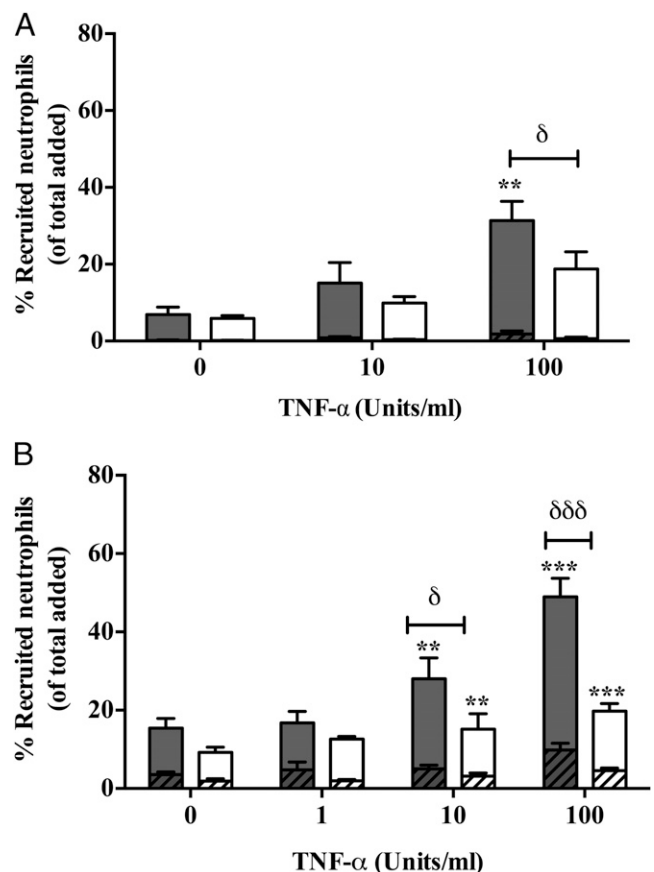 A
80
60
40
20
0
% Recruited neutrophils
(of total added)
δ
**
0 10 100
TNF-α (Units/ml)
B
80
60
40
20
0
% Recruited neutrophils
(of total added)
δδδ
***
δ
**
**
***
0 1 10 100
TNF-α (Units/ml)